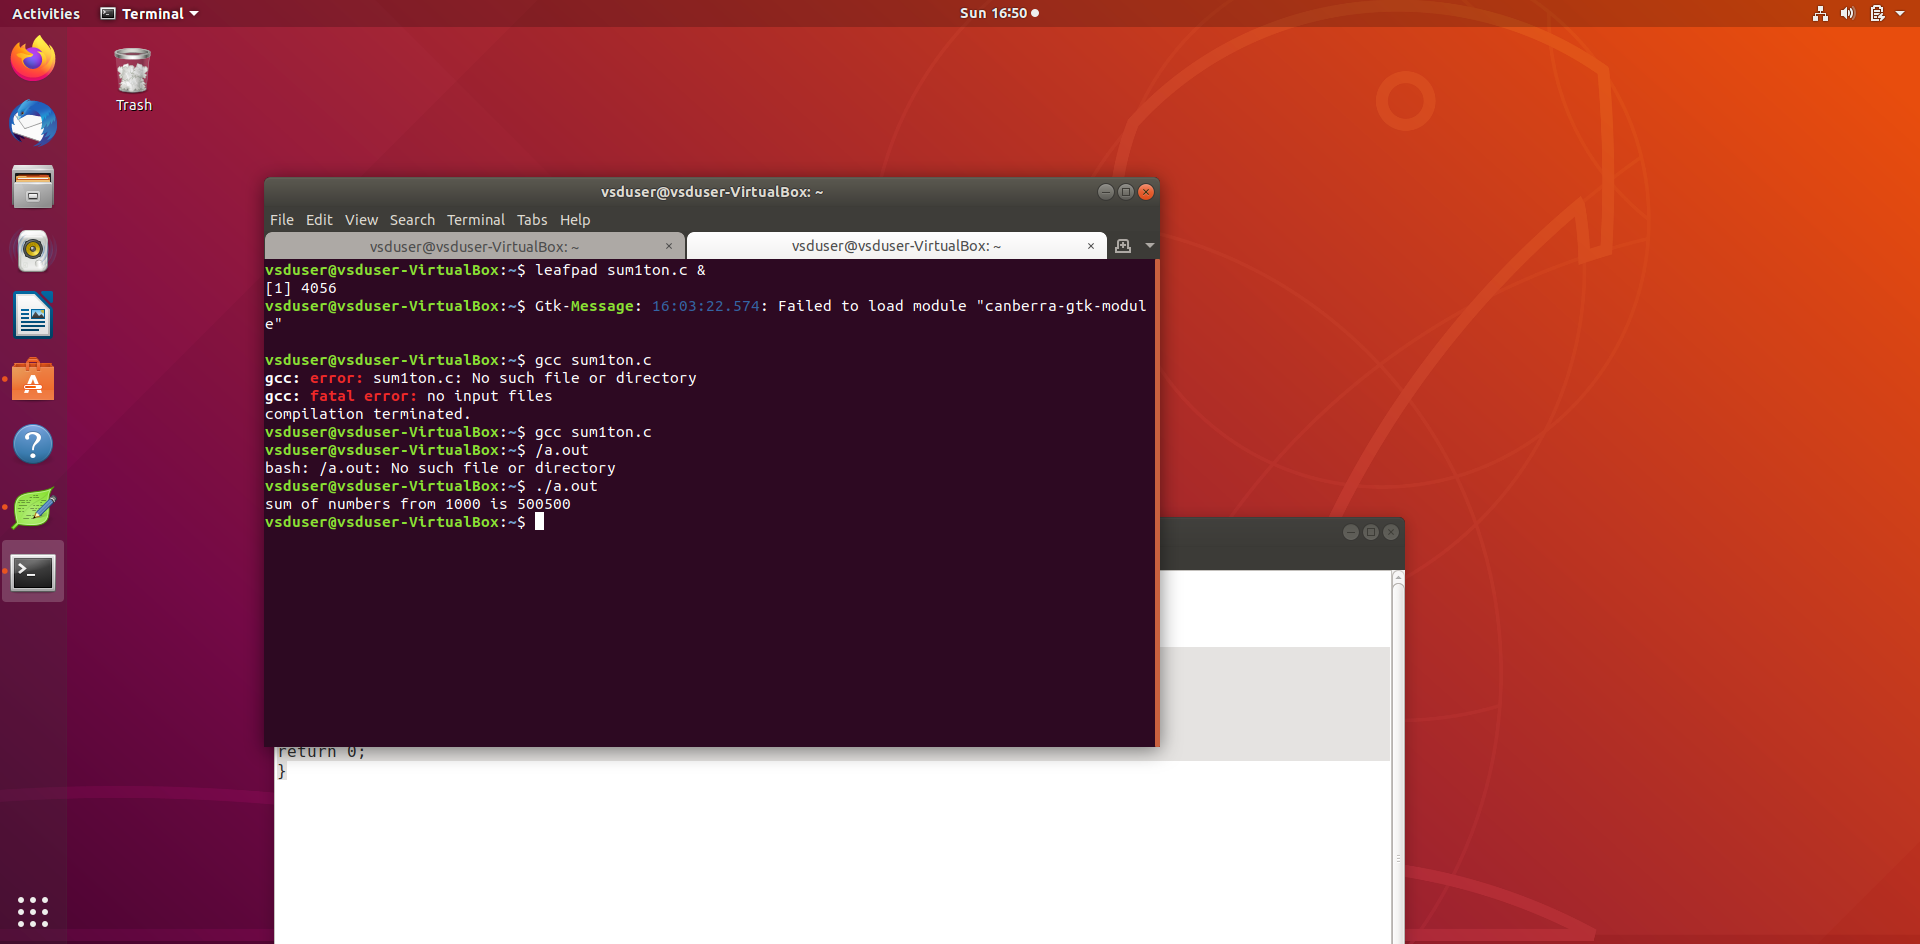 Activities Terminal Sun 16:50
Trash
vsduser@vsduser-VirtualBox: ~
File Edit View Search Terminal Tabs Help
vsduser@vsduser-VirtualBox: ~ × vsduser@vsduser-VirtualBox: ~ ×
vsduser@vsduser-VirtualBox:~$ leafpad sum1ton.c &
[1] 4056
vsduser@vsduser-VirtualBox:~$ Gtk-Message: 16:03:22.574: Failed to load module "canberra-gtk-modul
e"
vsduser@vsduser-VirtualBox:~$ gcc sum1ton.c
gcc: error: sum1ton.c: No such file or directory
gcc: fatal error: no input files
compilation terminated.
vsduser@vsduser-VirtualBox:~$ gcc sum1ton.c
vsduser@vsduser-VirtualBox:~$ /a.out
bash: /a.out: No such file or directory
vsduser@vsduser-VirtualBox:~$ ./a.out
sum of numbers from 1000 is 500500
vsduser@vsduser-VirtualBox:~$
return 0;
}